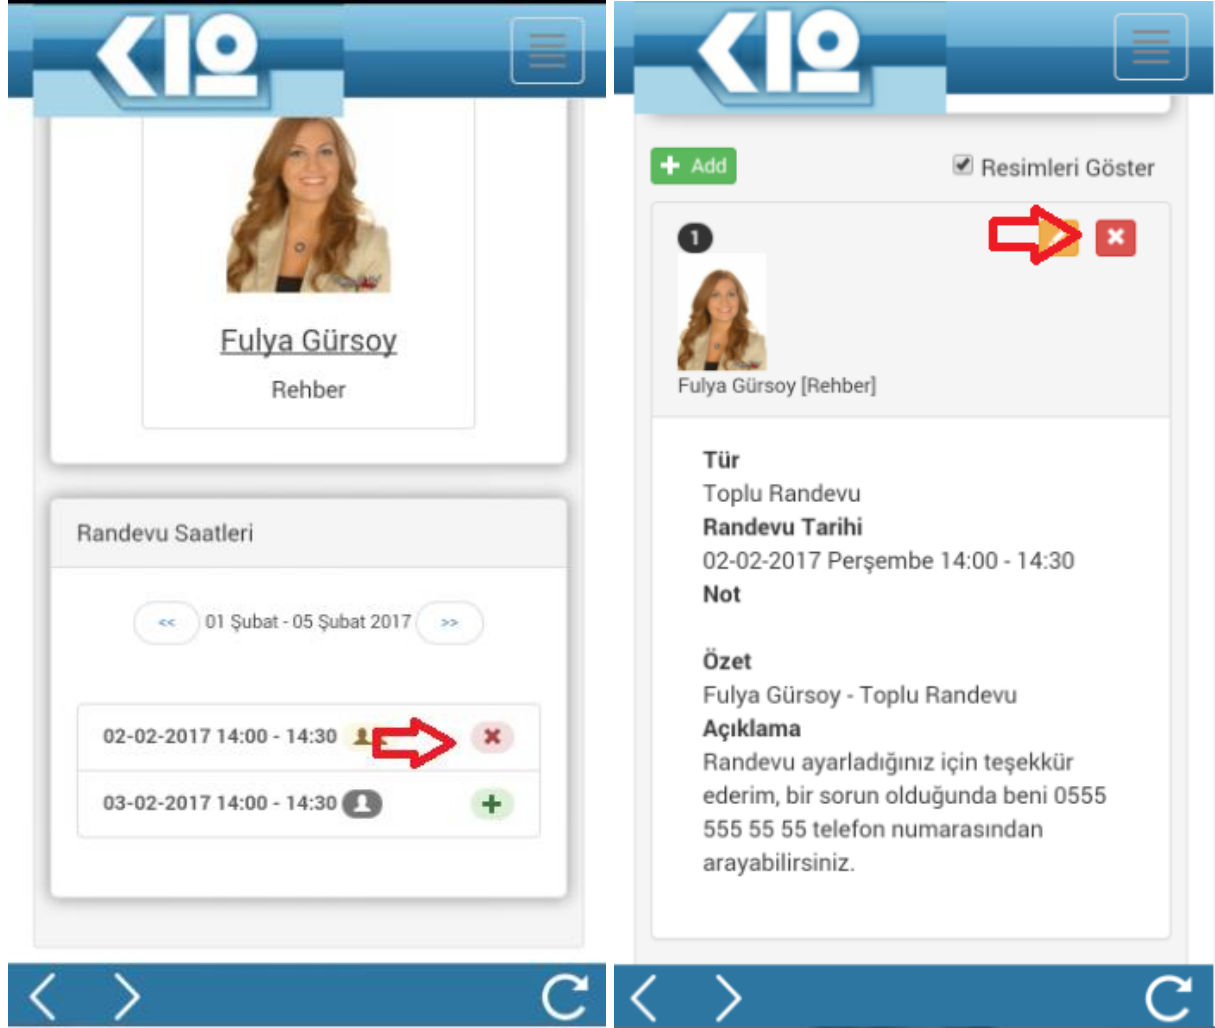 K12
Fulya Gürsoy
Rehber
Randevu Saatleri
<< 01 Şubat - 05 Şubat 2017 >>
02-02-2017 14:00 - 14:30
03-02-2017 14:00 - 14:30
K12
Add
Resimleri Göster
1
Fulya Gürsoy [Rehber]
Tür
Toplu Randevu
Randevu Tarihi
02-02-2017 Perşembe 14:00 - 14:30
Not
Özet
Fulya Gürsoy - Toplu Randevu
Açıklama
Randevu ayarladığınız için teşekkür
ederim, bir sorun olduğunda beni 0555
555 55 55 telefon numarasından
arayabilirsiniz.